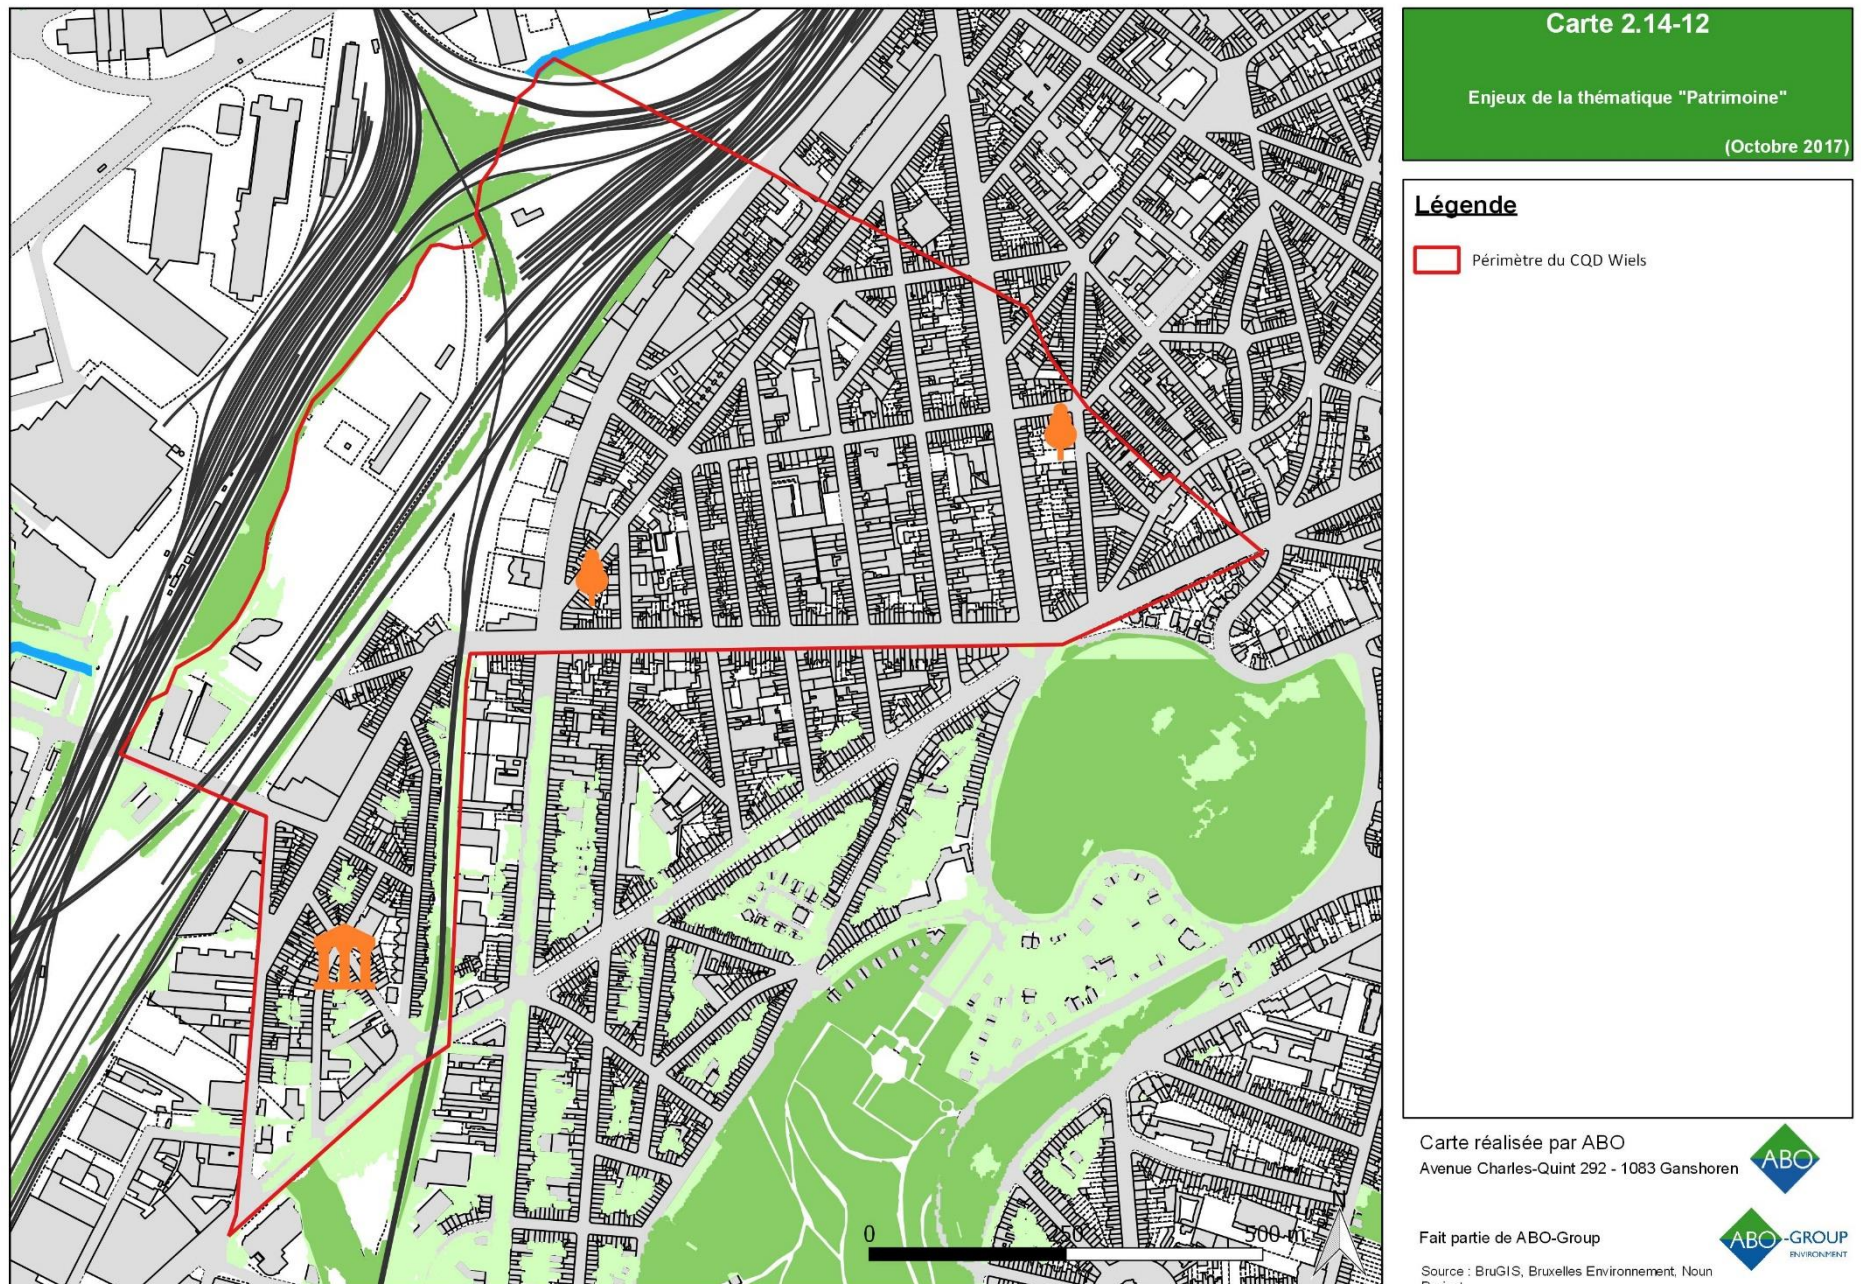 Carte 2.14-12
Enjeux de la thématique "Patrimoine"
(Octobre 2017)
Légende
Périmètre du CQD Wiels
Carte réalisée par ABO
Avenue Charles-Quint 292 - 1083 Ganshoren
ABO
Fait partie de ABO-Group
ABO-GROUP
ENVIRONMENT
Source : BruGIS, Bruxelles Environnement, Noun
0 250 500 m